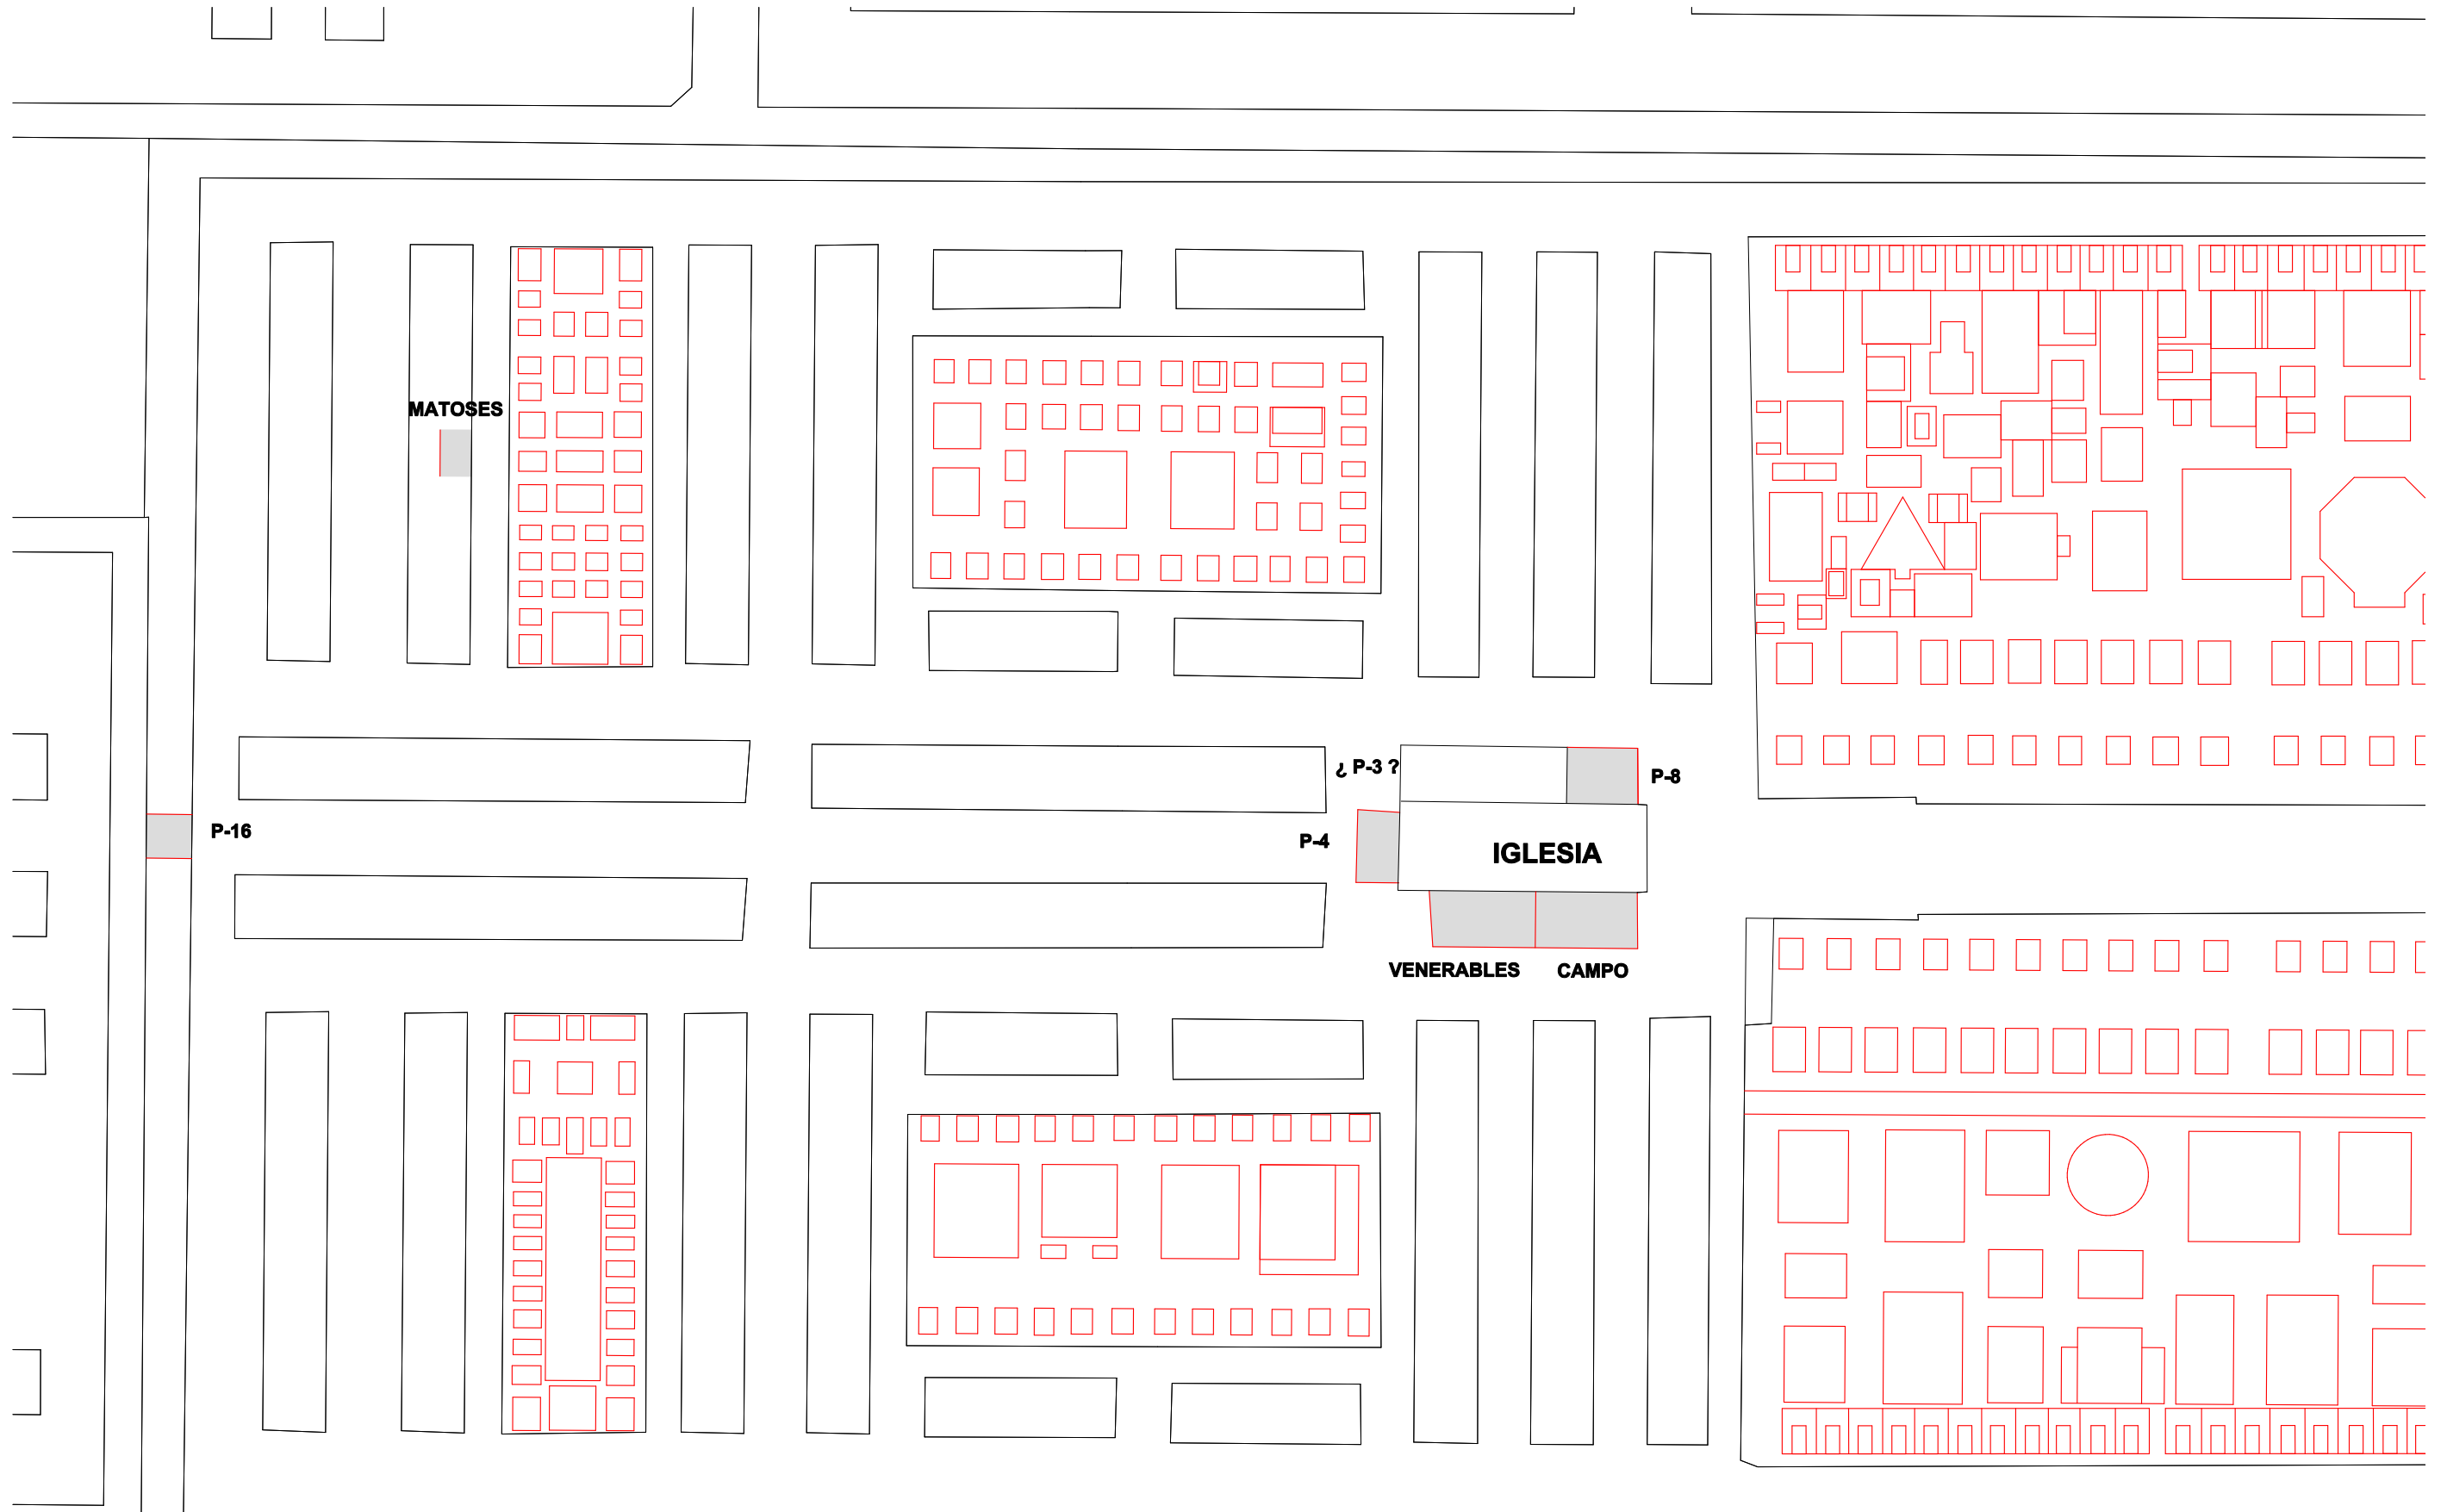 MATOSES
¿ P-3 ?
P-8
P-16
P-4
IGLESIA
VENERABLES
CAMPO